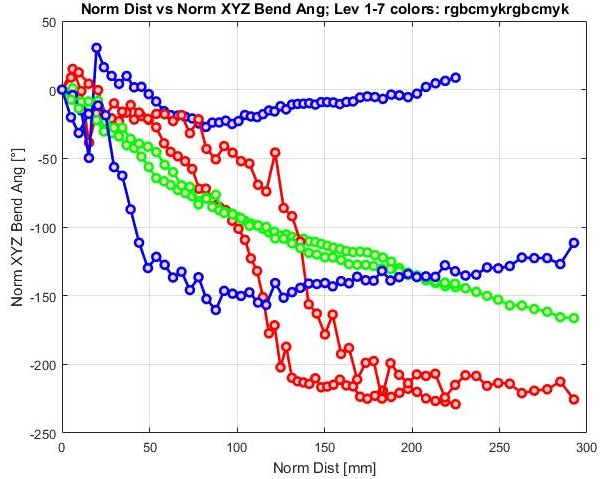 Norm Dist vs Norm XYZ Bend Ang; Lev 1-7 colors: rgbcmykrgbcmyk
50
0
-50
-100
-150
-200
-250
Norm XYZ Bend Ang [°]
0 50 100 150 200 250 300
Norm Dist [mm]